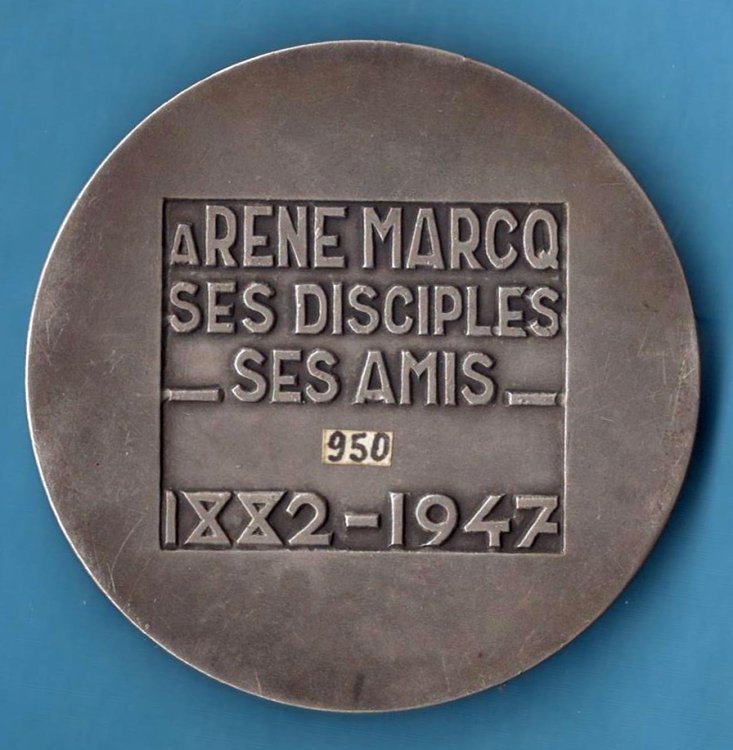 A RENE MARCQ
SES DISCIPLES
— SES AMIS —
950
1882-1947